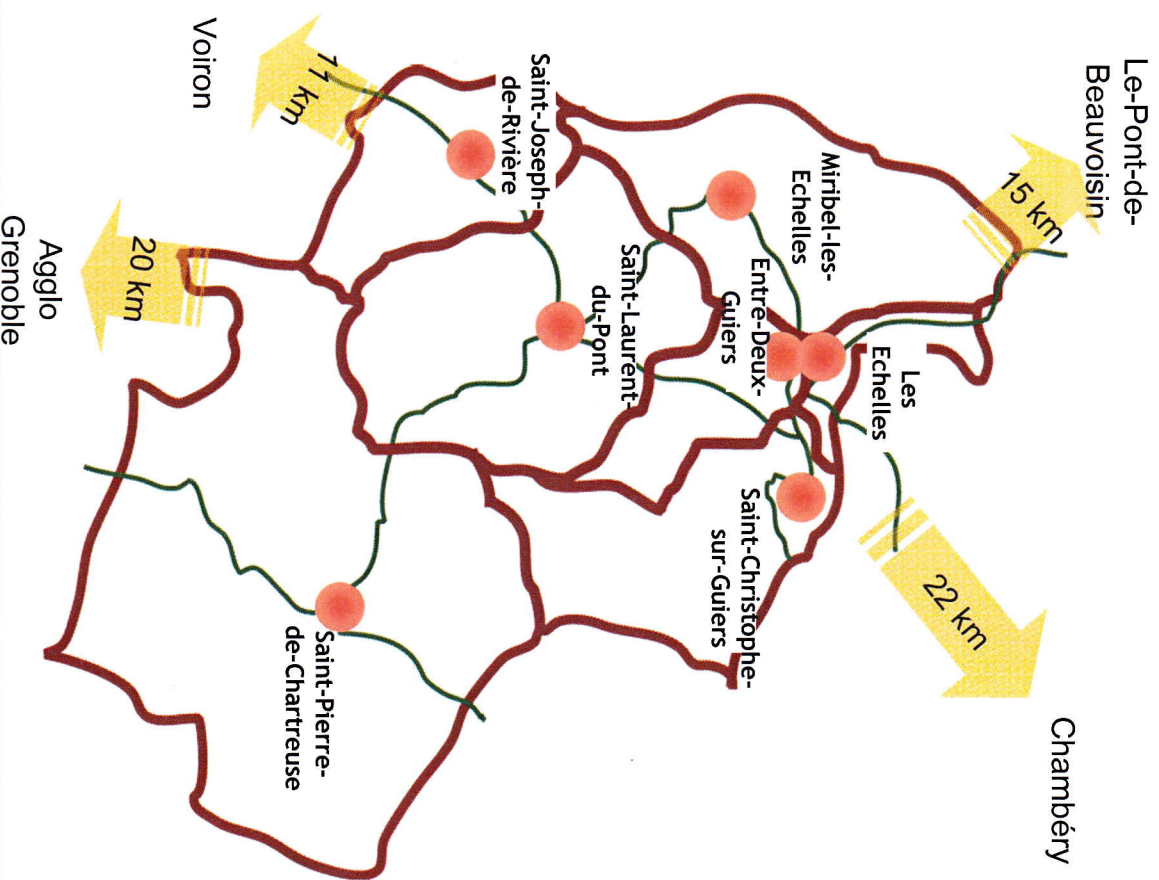 Le-Pont-de-
Beauvoisin
15 km
Chambéry
22 km
Les
Echelles
Miribel-les-
Echelles
Entre-Deux-
Guiers
Saint-Christophe-
sur-Guiers
Saint-Laurent-
du-Pont
Saint-Joseph-
de-Rivière
Voiron
11 km
Saint-Pierre-
de-Chartreuse
20 km
Agglo
Grenoble